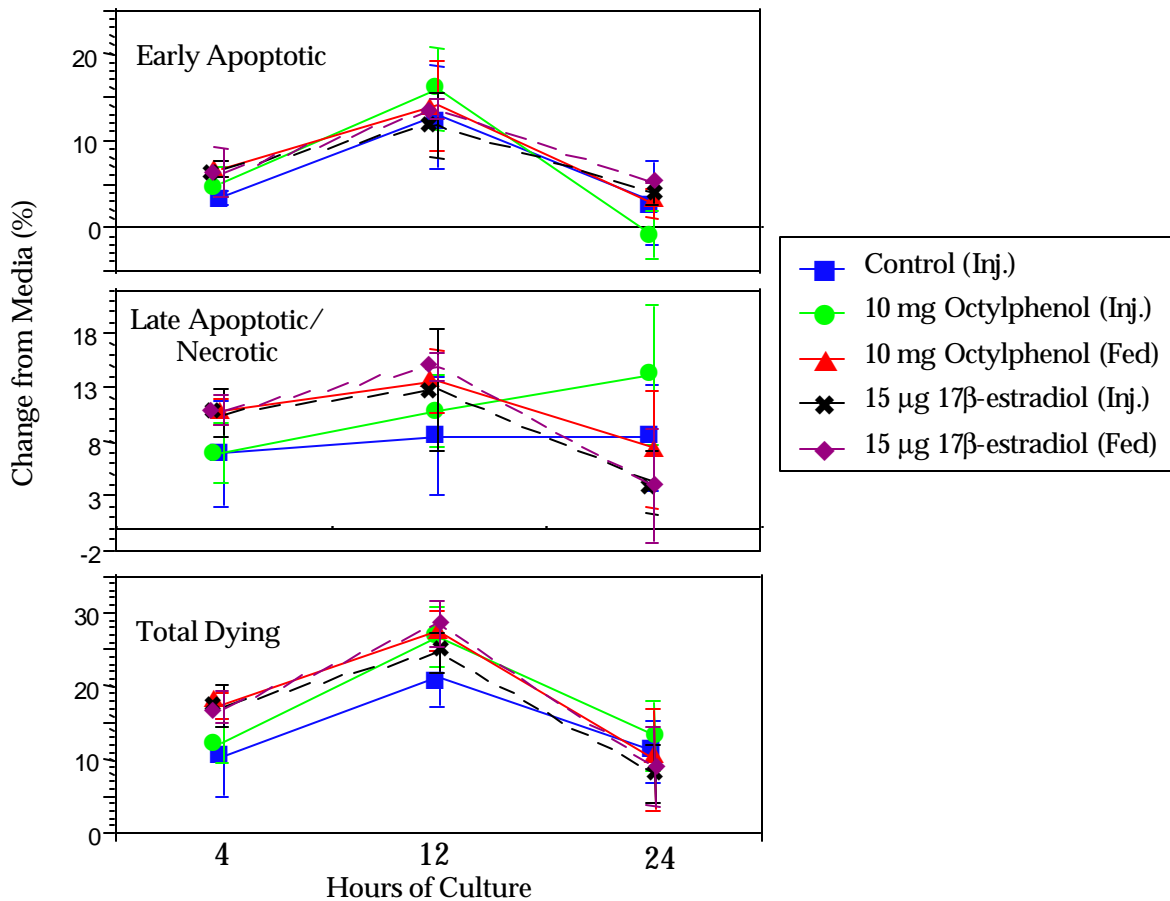 Change from Media (%)
20
10
0
Early Apoptotic
18
13
8
3
-2
Late Apoptotic/
Necrotic
30
20
10
0
Total Dying
4 12 24
Hours of Culture
Control (Inj.)
10 mg Octylphenol (Inj.)
10 mg Octylphenol (Fed)
15 µg 17β-estradiol (Inj.)
15 µg 17β-estradiol (Fed)